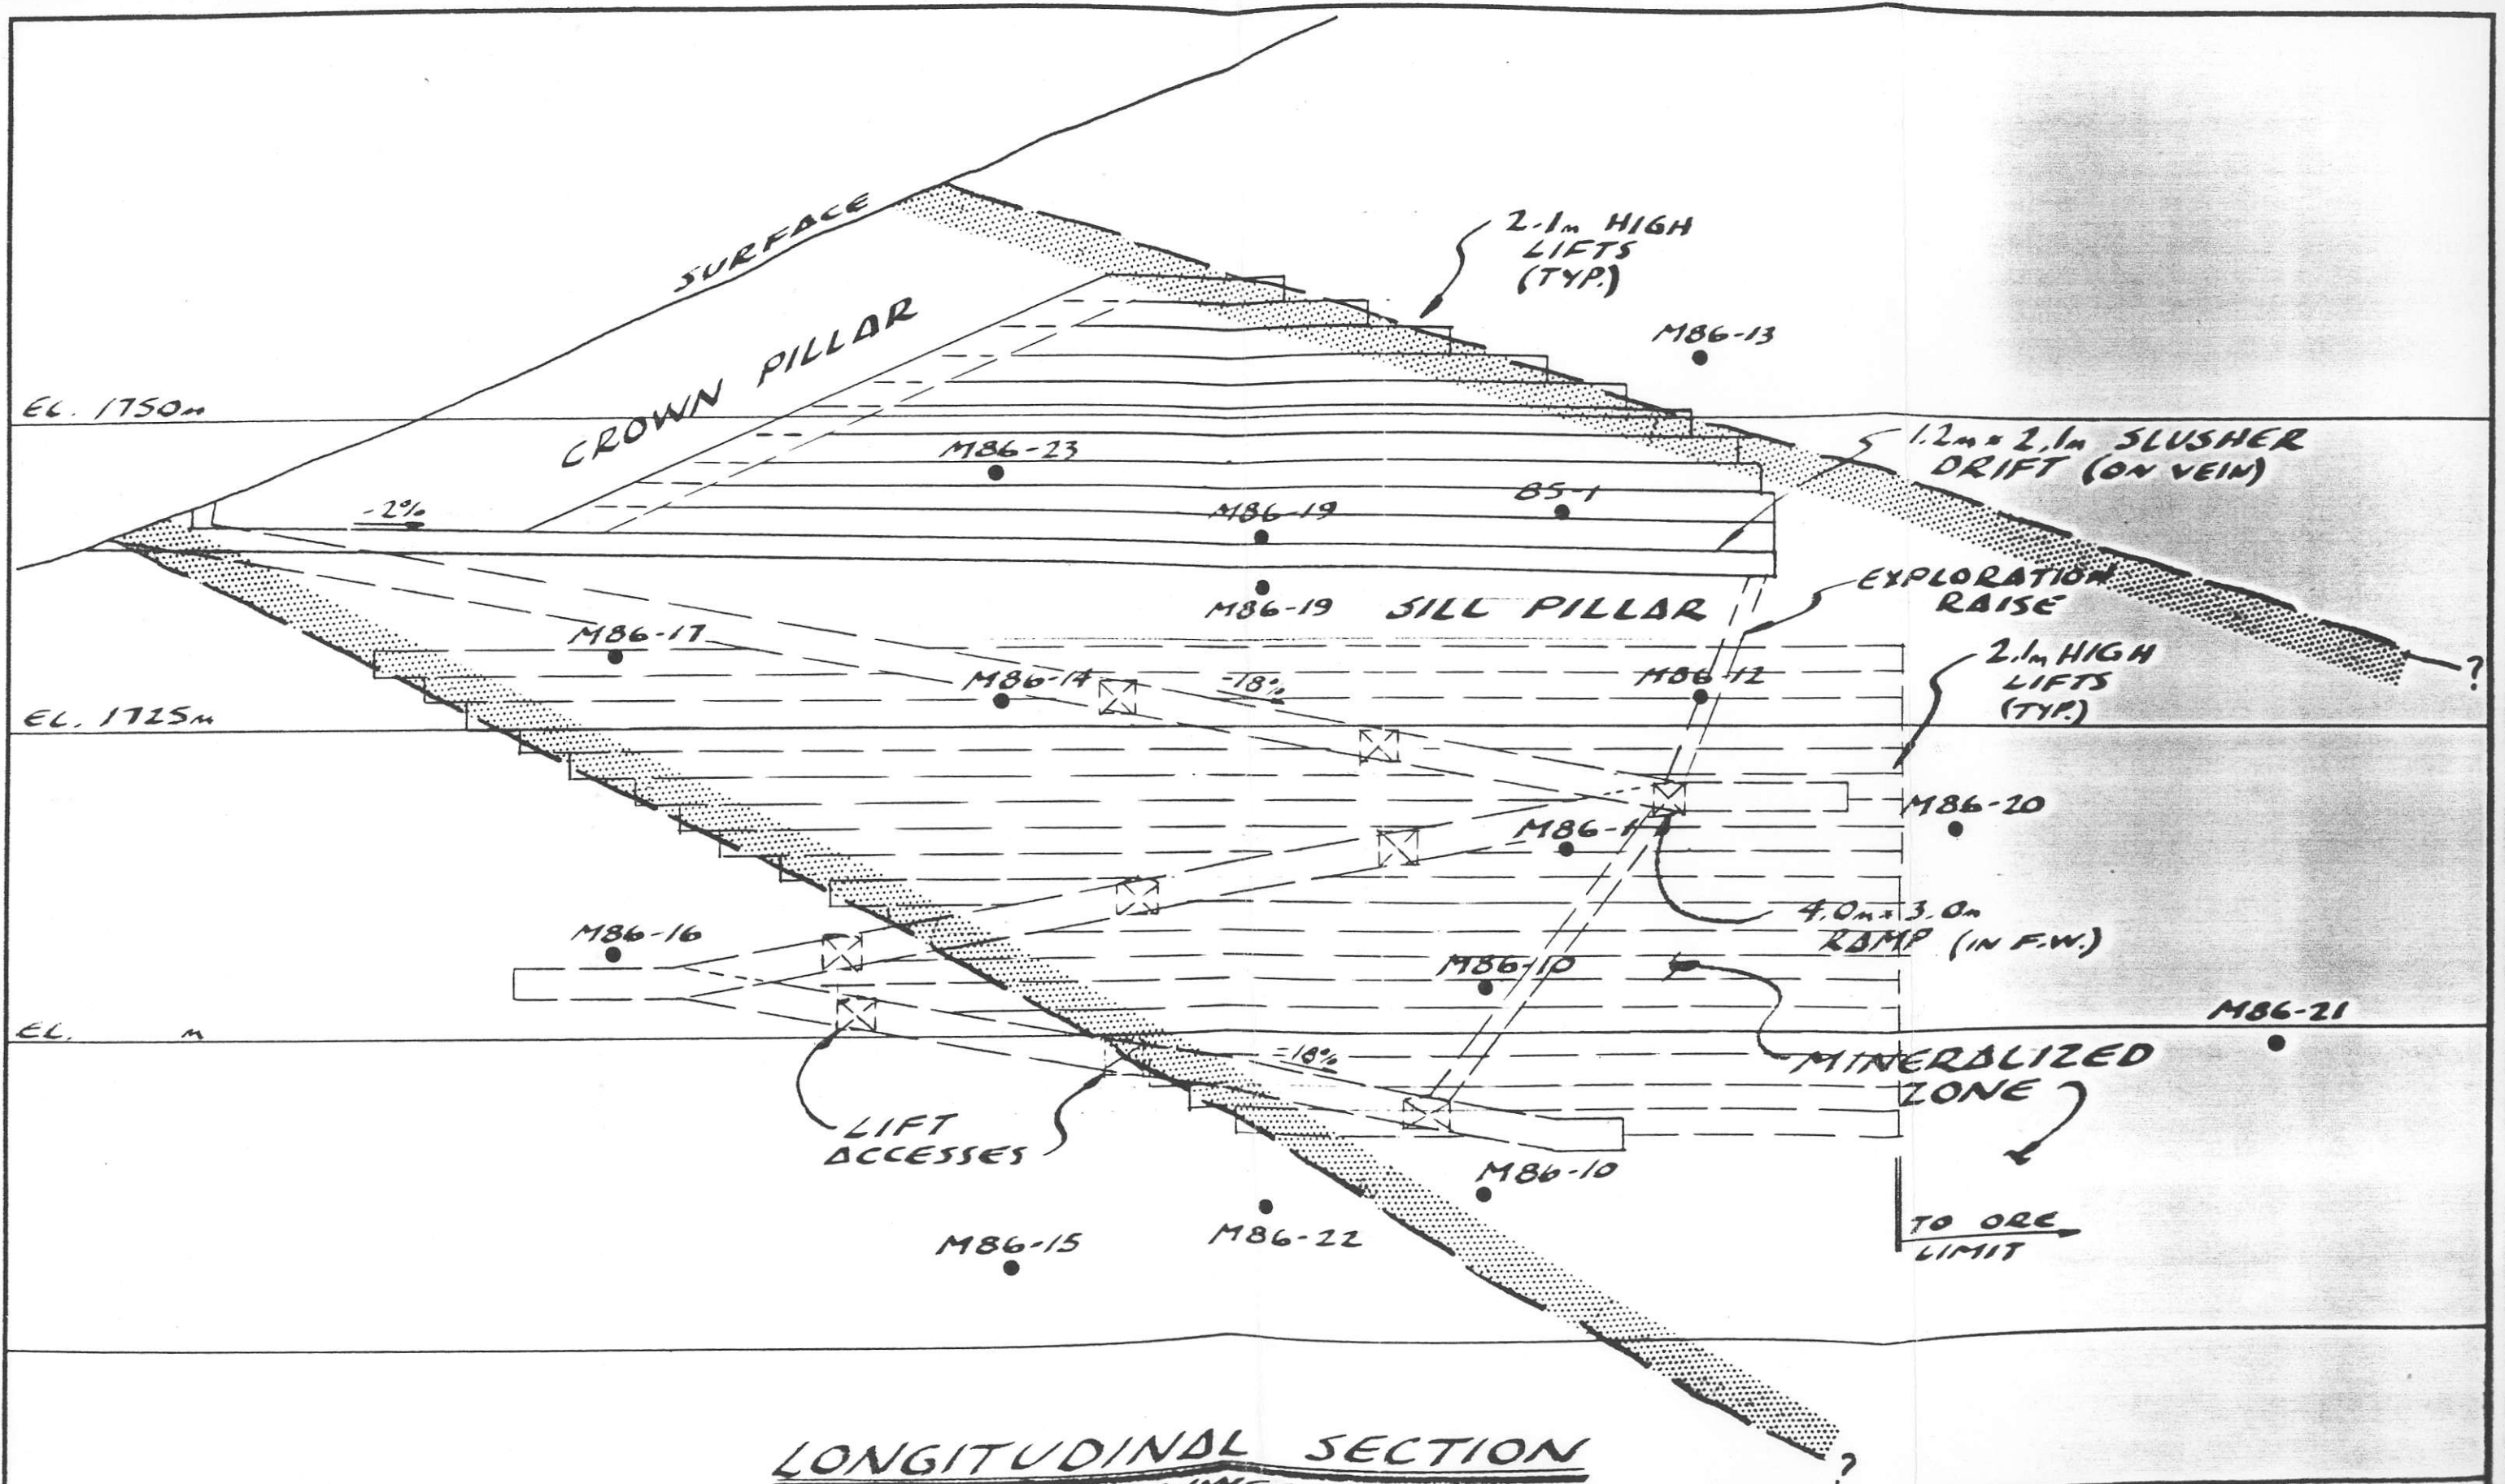 SURFACE
2.1m HIGH
LIFTS
(TYP.)
CROWN PILLAR
M86-13
EL. 1750m
M86-23
1.2m x 2.1m SLUSHER
DRIFT (ON VEIN)
85-1
-2%
M86-19
EXPLORATION
RAISE
M86-19
SILL PILLAR
M86-17
2.1m HIGH
LIFTS
(TYP.)
M86-14
-18%
M86-12
EL. 1725m
M86-20
M86-11
4.0m x 3.0m
RAMP (IN F.W.)
M86-16
M86-10
M86-21
EL. m
-18%
MINERALIZED
ZONE
LIFT
ACCESSES
M86-10
M86-22
M86-15
TO ORE
LIMIT
?
?
LONGITUDINAL SECTION